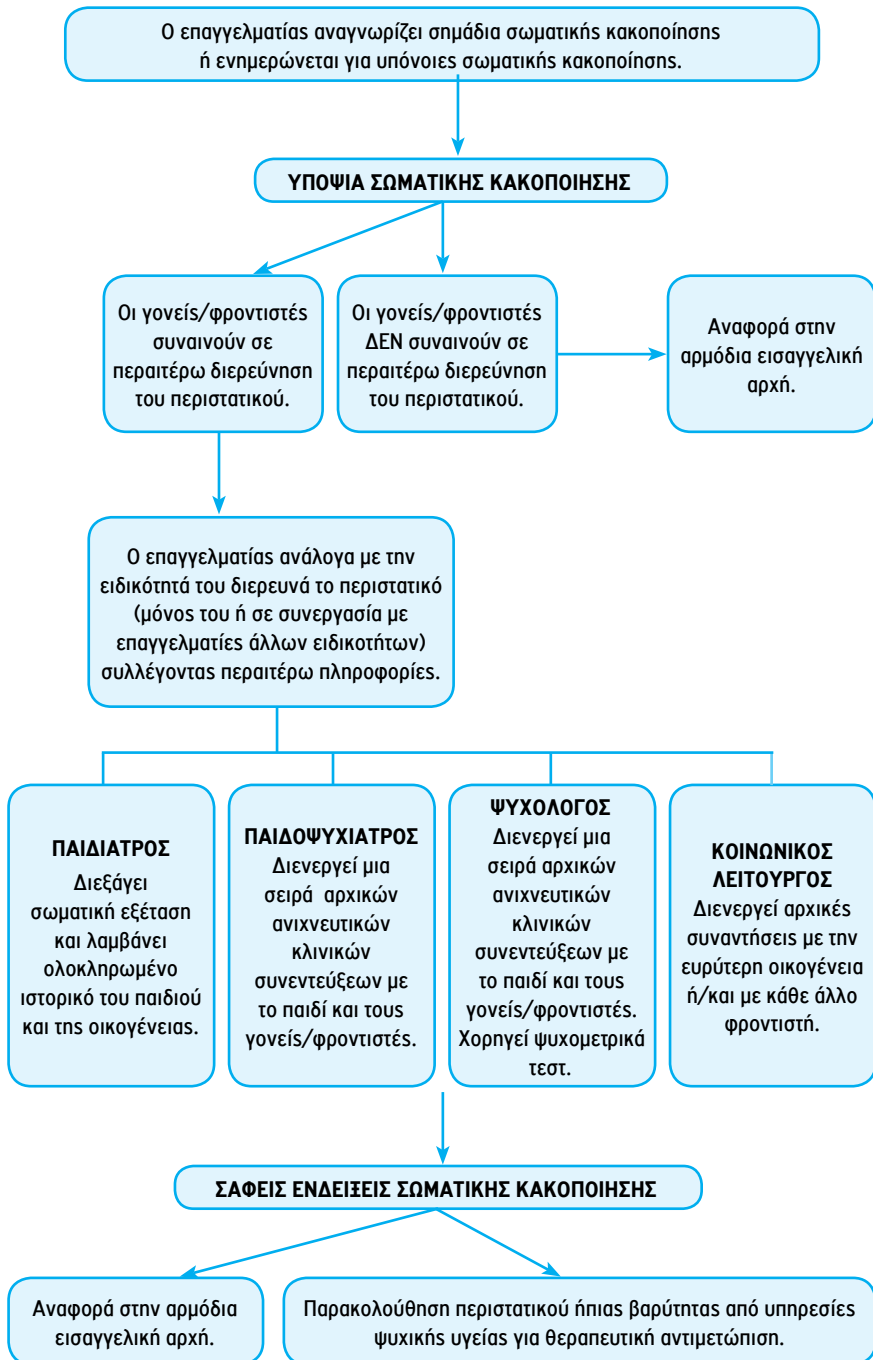 Ο επαγγελματίας αναγνωρίζει σημάδια σωματικής κακοποίησης
ή ενημερώνεται για υπόνοιες σωματικής κακοποίησης.
ΥΠΟΨΙΑ ΣΩΜΑΤΙΚΗΣ ΚΑΚΟΠΟΙΗΣΗΣ
Οι γονείς/φροντιστές
συναινούν σε
περαιτέρω διερεύνηση
του περιστατικού.
Οι γονείς/φροντιστές
ΔΕΝ συναινούν σε
περαιτέρω διερεύνηση
του περιστατικού.
Αναφορά στην
αρμόδια εισαγγελική
αρχή.
Ο επαγγελματίας ανάλογα με την
ειδικότητά του διερευνά το περιστατικό
(μόνος του ή σε συνεργασία με
επαγγελματίες άλλων ειδικοτήτων)
συλλέγοντας περαιτέρω πληροφορίες.
ΠΑΙΔΙΑΤΡΟΣ
Διεξάγει
σωματική εξέταση
και λαμβάνει
ολοκληρωμένο
ιστορικό του παιδιού
και της οικογένειας.
ΠΑΙΔΟΨΥΧΙΑΤΡΟΣ
Διενεργεί μια
σειρά αρχικών
ανιχνευτικών
κλινικών
συνεντεύξεων με
το παιδί και τους
γονείς/φροντιστές.
ΨΥΧΟΛΟΓΟΣ
Διενεργεί μια
σειρά αρχικών
ανιχνευτικών
κλινικών
συνεντεύξεων με
το παιδί και τους
γονείς/φροντιστές.
Χορηγεί ψυχομετρικά
τεστ.
ΚΟΙΝΩΝΙΚΟΣ
ΛΕΙΤΟΥΡΓΟΣ
Διενεργεί αρχικές
συναντήσεις με την
ευρύτερη οικογένεια
ή/και με κάθε άλλο
φροντιστή.
ΣΑΦΕΙΣ ΕΝΔΕΙΞΕΙΣ ΣΩΜΑΤΙΚΗΣ ΚΑΚΟΠΟΙΗΣΗΣ
Αναφορά στην αρμόδια
εισαγγελική αρχή.
Παρακολούθηση περιστατικού ήπιας βαρύτητας από υπηρεσίες
ψυχικής υγείας για θεραπευτική αντιμετώπιση.